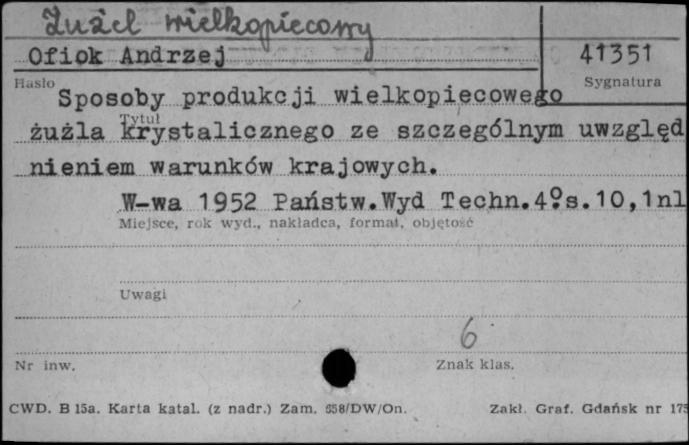 Żużel wielkopiecowy
Ofiok Andrzej
41351
Hasło
Sygnatura
Sposoby produkcji wielkopiecowego
Tytuł
żużla krystalicznego ze szczególnym uwzględ
nieniem warunków krajowych.
W-wa 1952 Państw.Wyd Techn.4° s.10,1nl
Miejsce, rok wyd., nakładca, format, objętość
Uwagi
6
Nr inw.
Znak klas.
CWD. B 15a. Karta katal. (z nadr.) Zam. 658/DW/On.
Zakł. Graf. Gdańsk nr 175